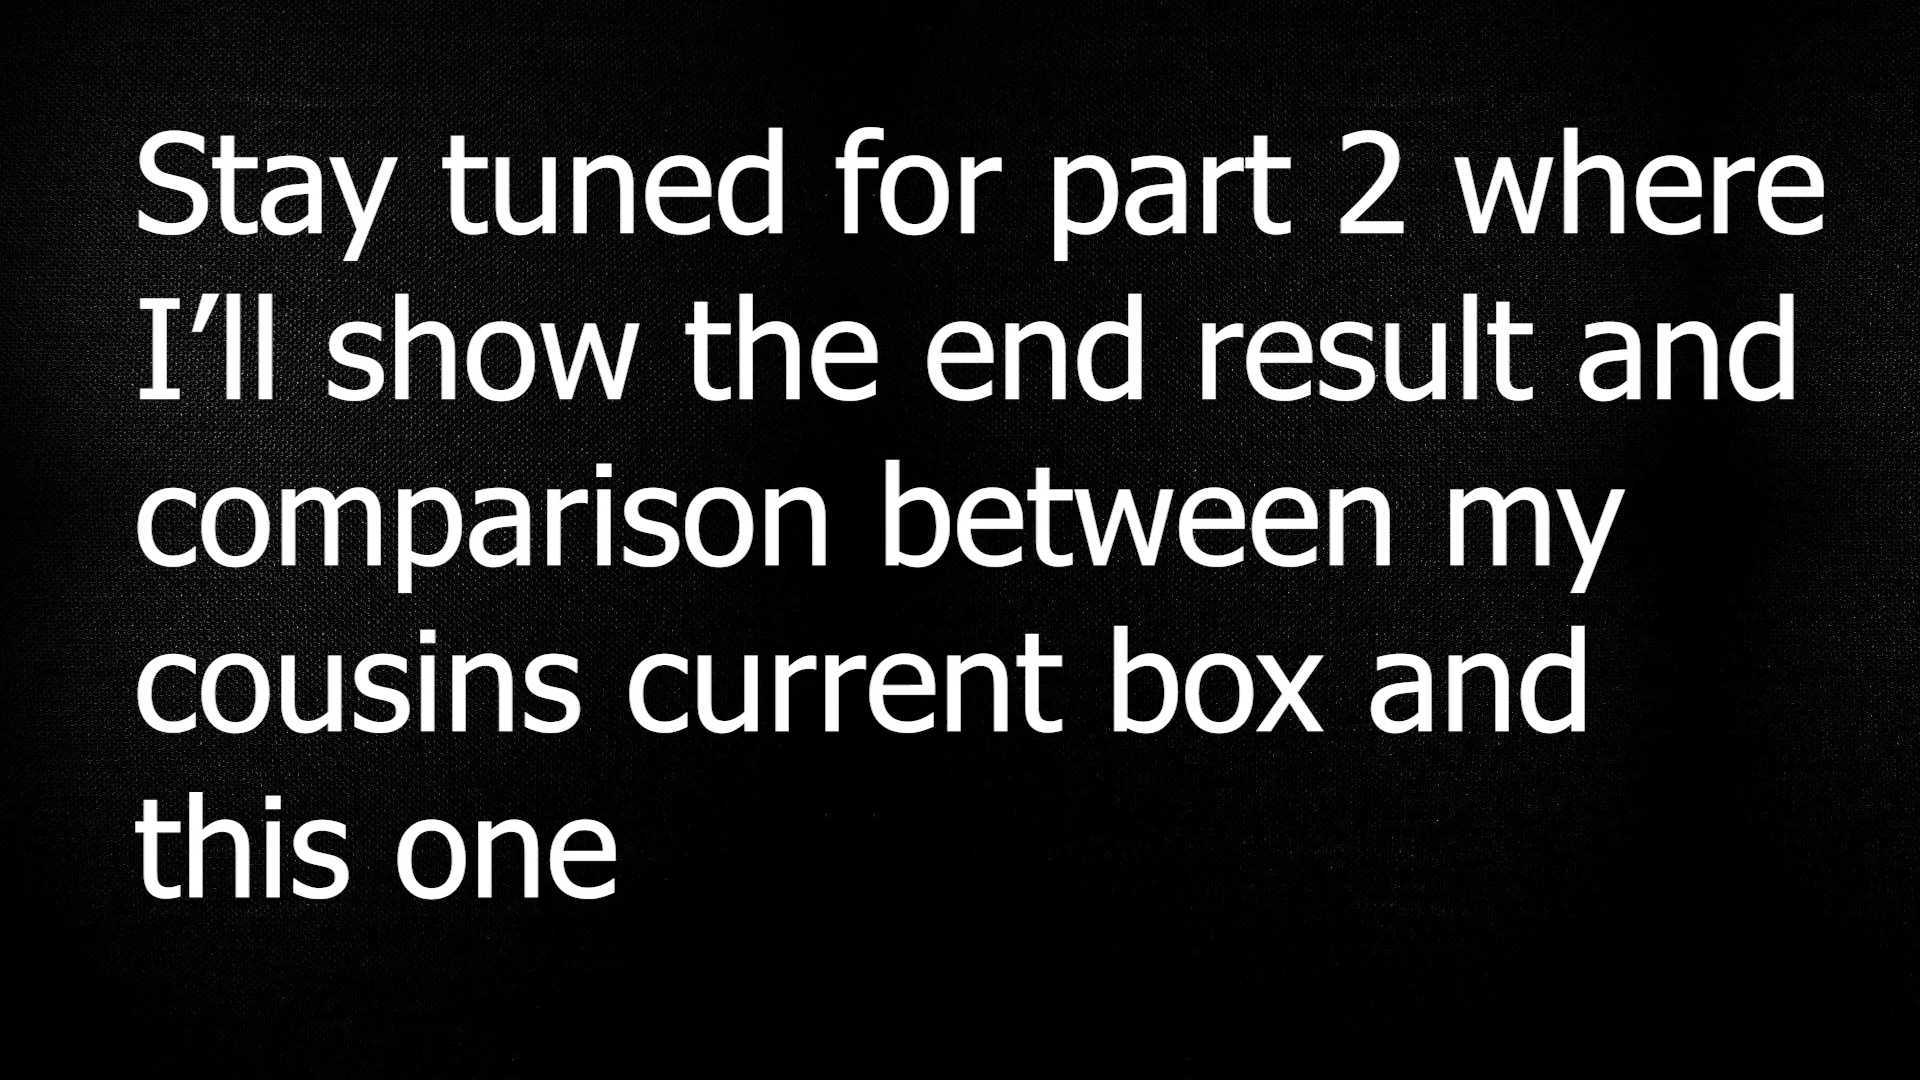 Stay tuned for part 2 where
I’ll show the end result and
comparison between my
cousins current box and
this one